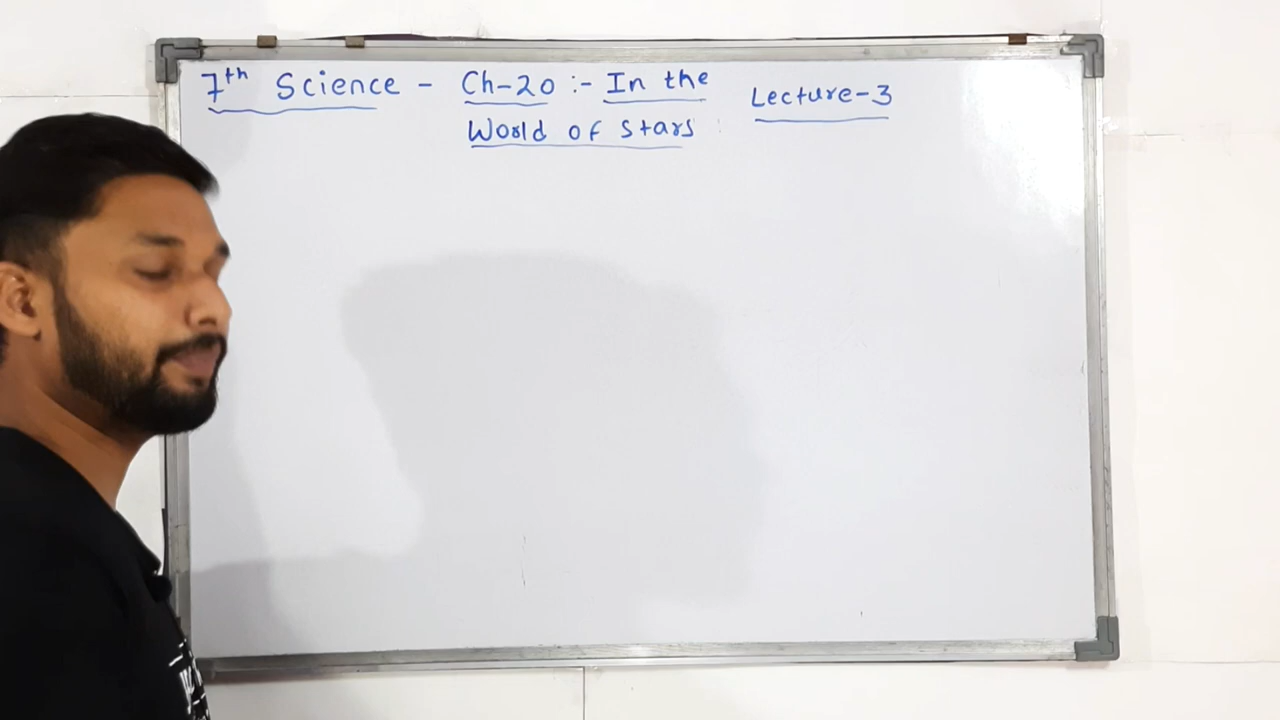 7th Science - Ch-20 :- In the
World of Stars
Lecture-3